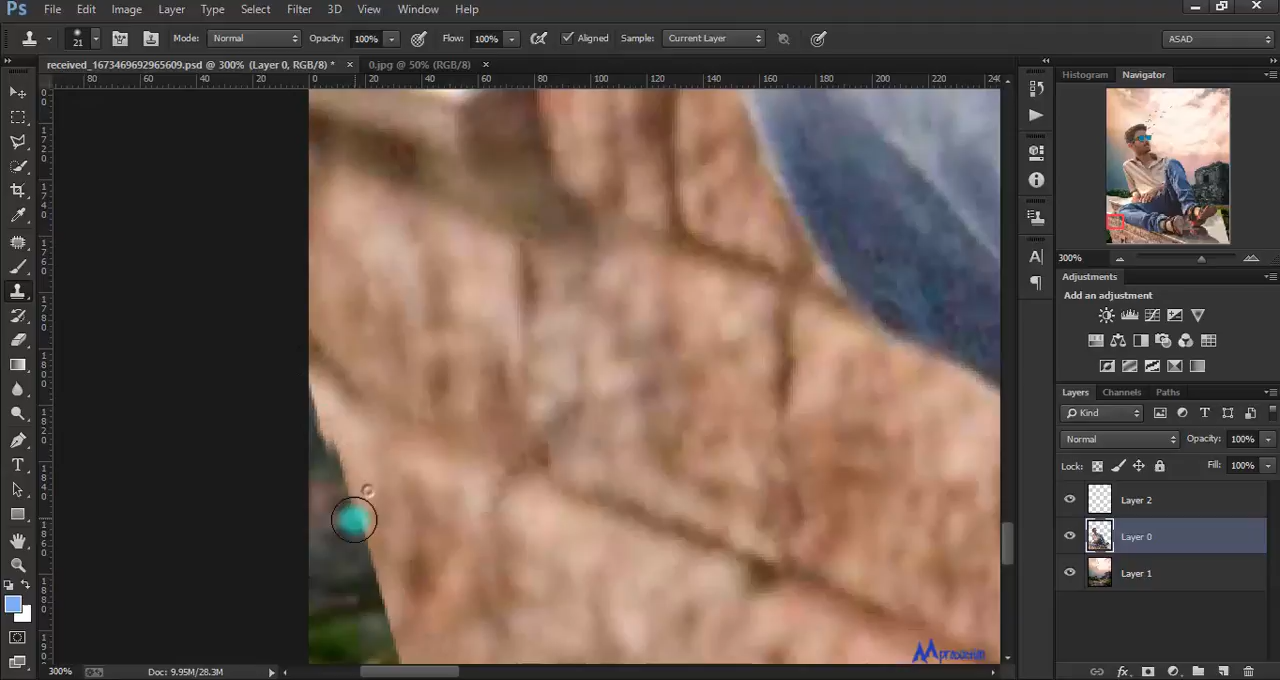 Ps File Edit Image Layer Type Select Filter 3D View Window Help
21 Mode: Normal Opacity: 100% Flow: 100% Aligned Sample: Current Layer ASAD
received_1673469692965609.psd @ 300% (Layer 0, RGB/8) * × 0.jpg @ 50% (RGB/8) ×
80 60 40 20 0 20 40 60 80 100 120 140 160 180 200 220 240
Histogram Navigator
300%
Adjustments
Add an adjustment
Layers Channels Paths
Kind
Normal Opacity: 100%
Lock: Fill: 100%
Layer 2
Layer 0
Layer 1
300% Doc: 9.95M/28.3M